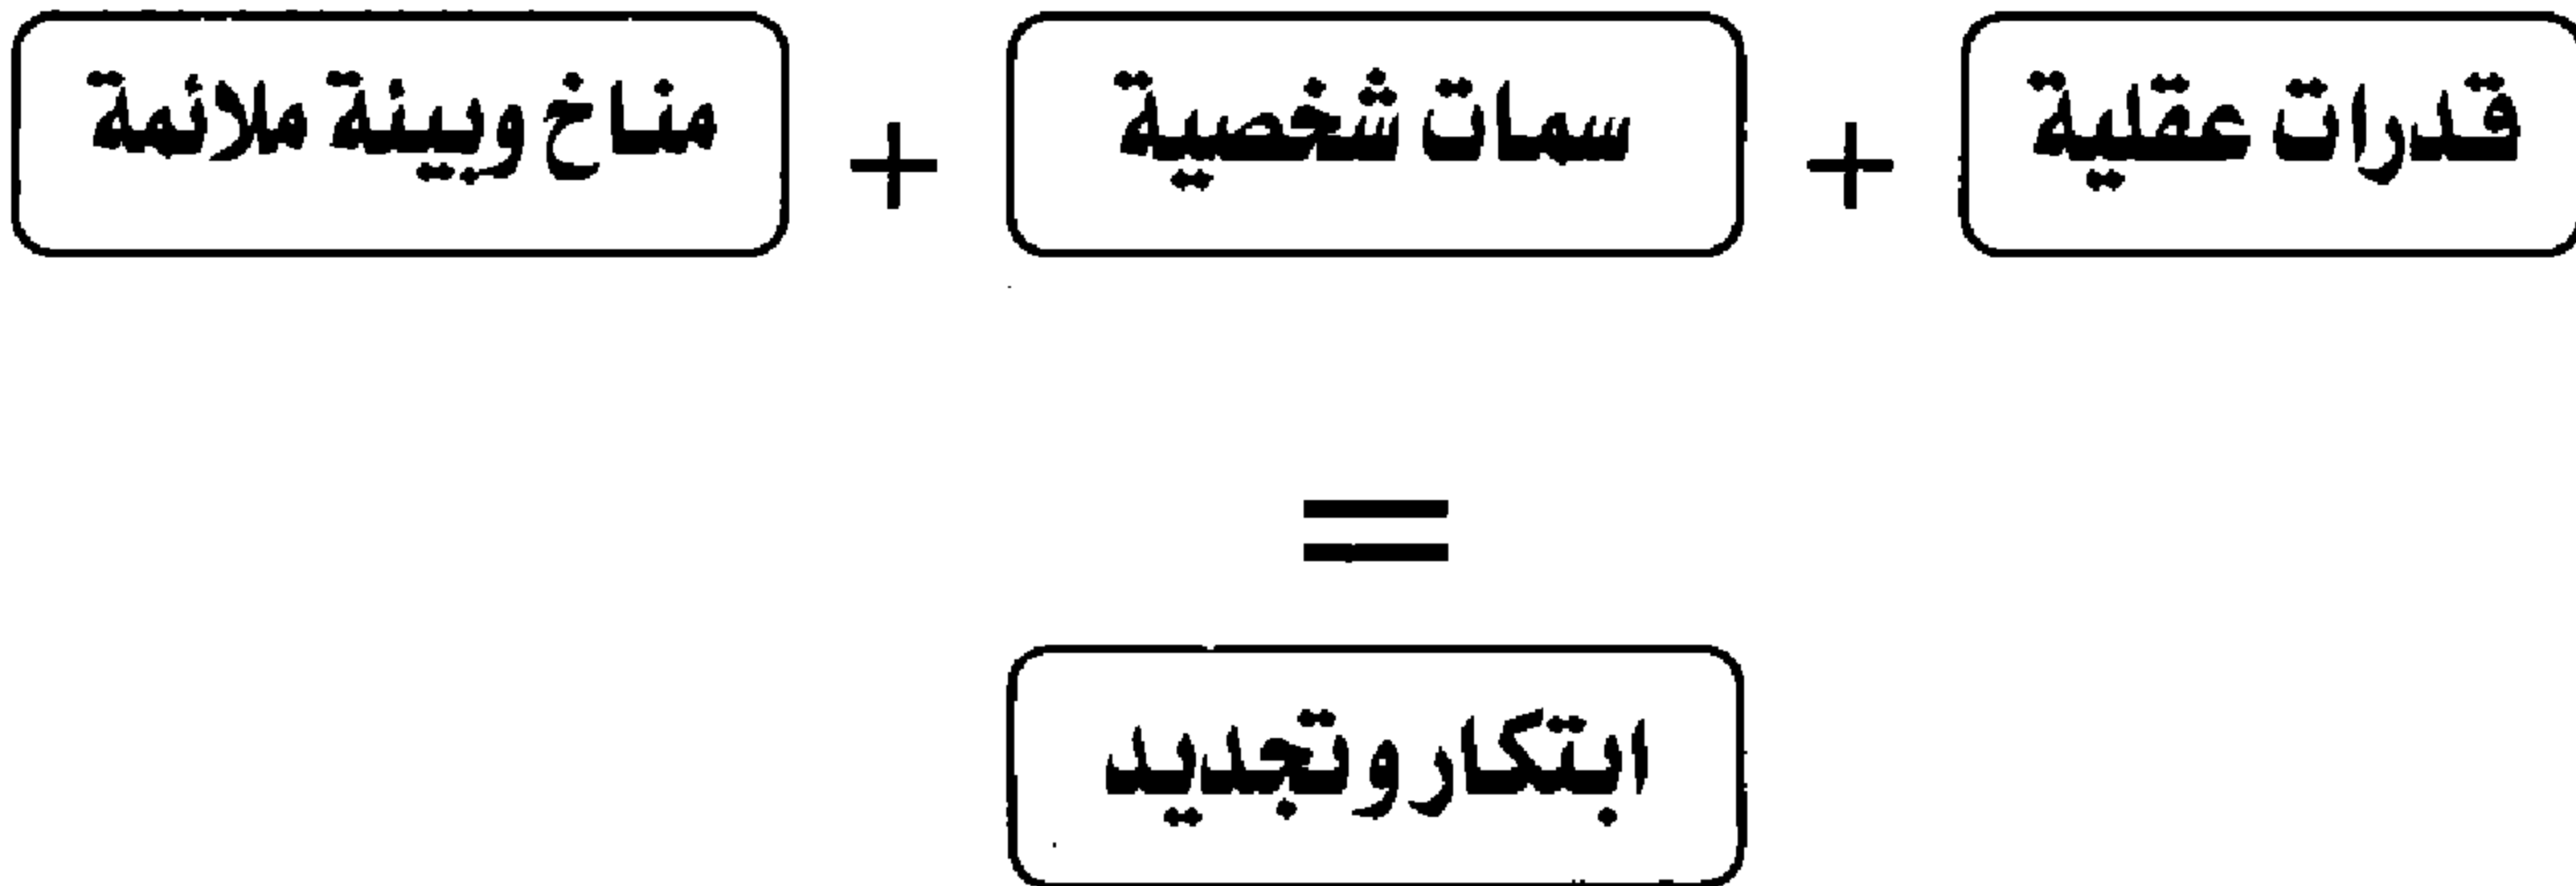 قدرات عقلية + سمات شخصية + مناخ وبيئة ملائمة
=
ابتكار وتجديد